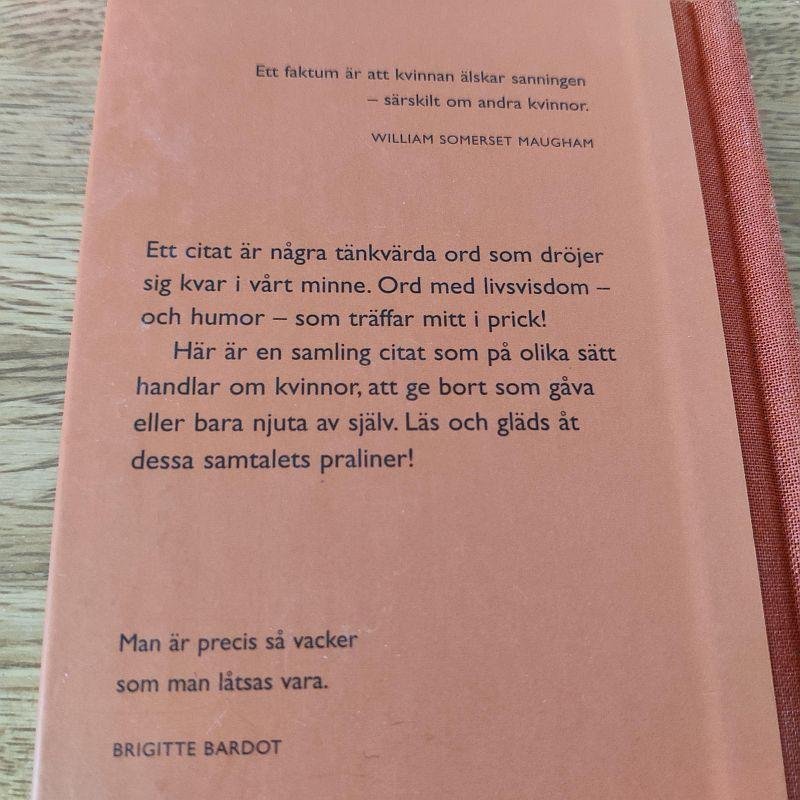 Ett faktum är att kvinnan älskar sanningen
– särskilt om andra kvinnor.
WILLIAM SOMERSET MAUGHAM
Ett citat är några tänkvärda ord som dröjer
sig kvar i vårt minne. Ord med livsvisdom –
och humor – som träffar mitt i prick!
Här är en samling citat som på olika sätt
handlar om kvinnor, att ge bort som gåva
eller bara njuta av själv. Läs och gläds åt
dessa samtalets praliner!
Man är precis så vacker
som man låtsas vara.
BRIGITTE BARDOT